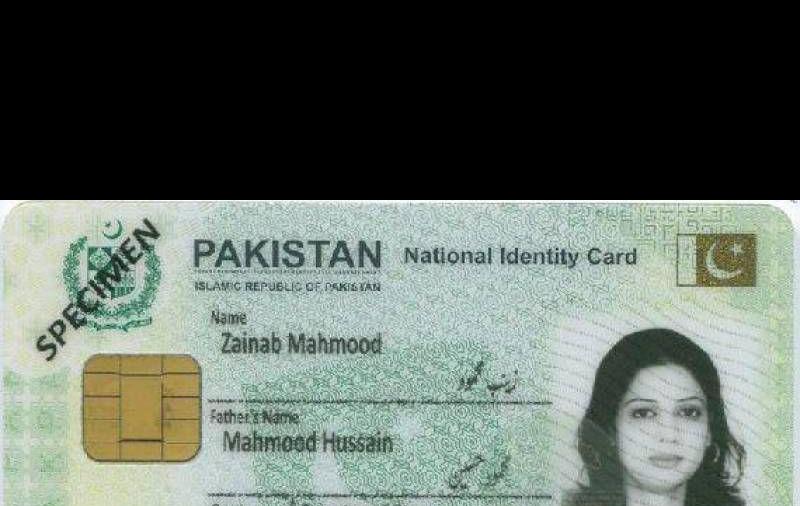 SPECIMEN
PAKISTAN National Identity Card
ISLAMIC REPUBLIC OF PAKISTAN
Name
Zainab Mahmood
زینب محمود
Father's Name
Mahmood Hussain
محمود حسین